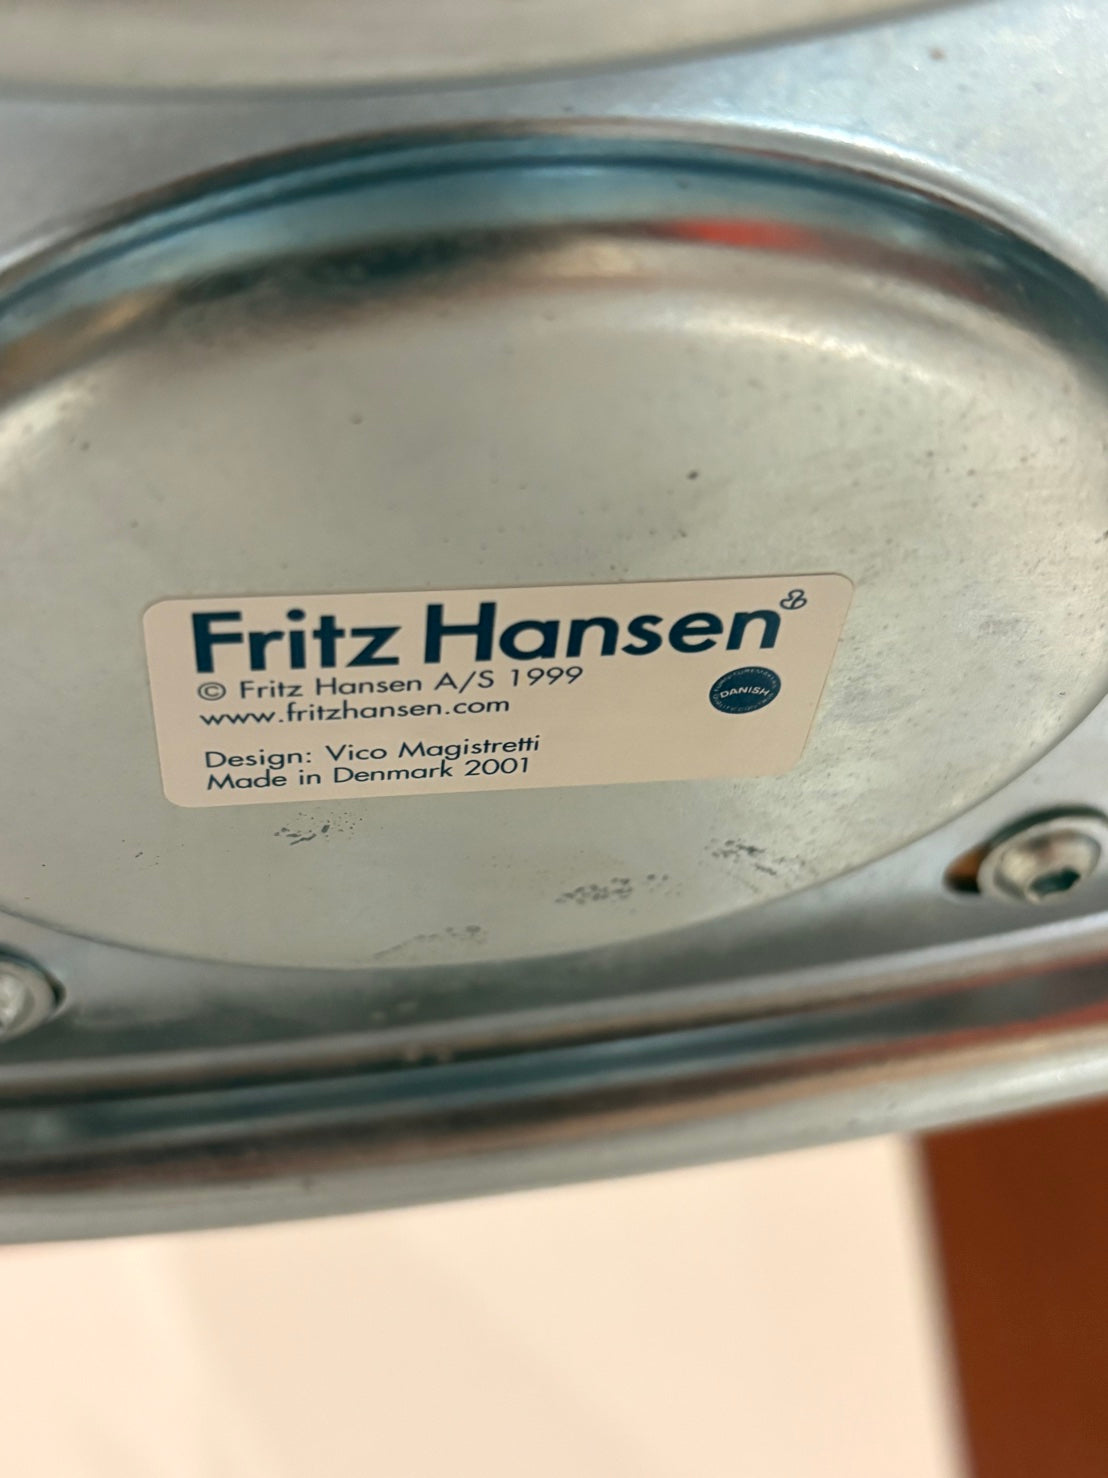 Fritz Hansen
© Fritz Hansen A/S 1999
www.fritzhansen.com
DANISH
Design: Vico Magistretti
Made in Denmark 2001